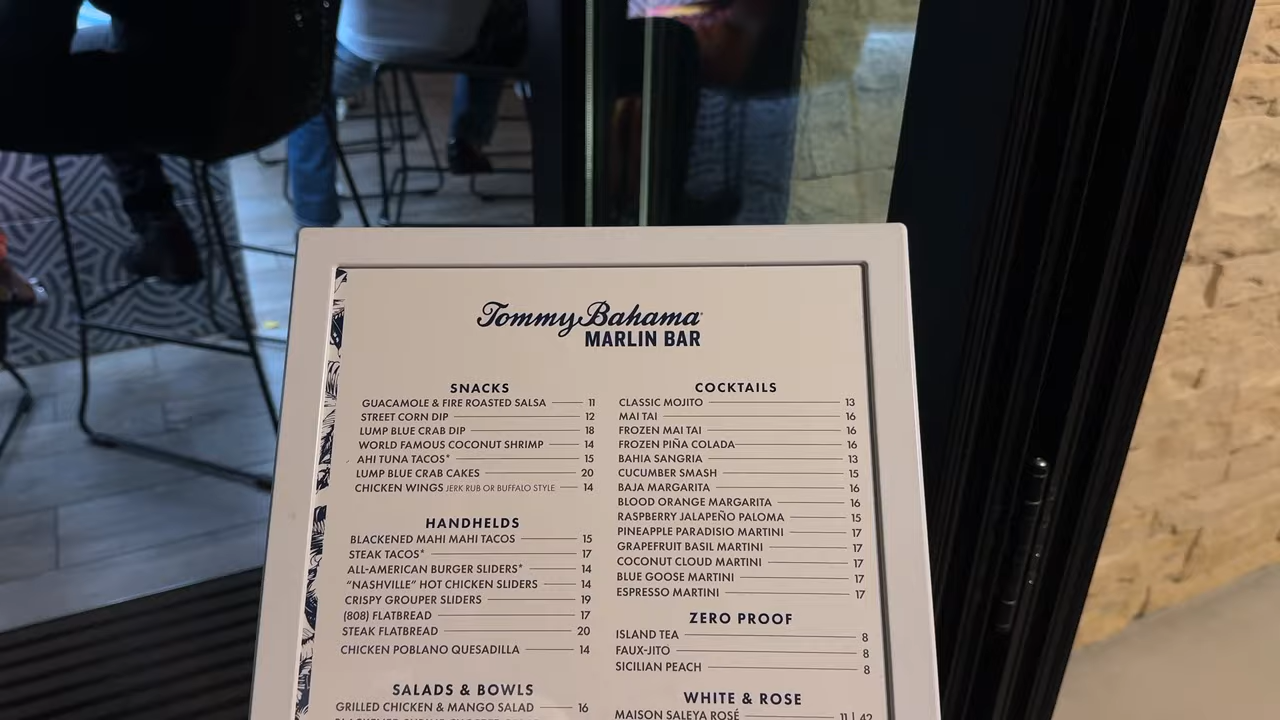 Tommy Bahama
MARLIN BAR
SNACKS
GUACAMOLE & FIRE ROASTED SALSA 11
STREET CORN DIP 12
LUMP BLUE CRAB DIP 18
WORLD FAMOUS COCONUT SHRIMP 14
AHI TUNA TACOS* 15
LUMP BLUE CRAB CAKES 20
CHICKEN WINGS JERK RUB OR BUFFALO STYLE 14
HANDHELDS
BLACKENED MAHI MAHI TACOS 15
STEAK TACOS* 17
ALL-AMERICAN BURGER SLIDERS* 14
“NASHVILLE” HOT CHICKEN SLIDERS 14
CRISPY GROUPER SLIDERS 19
(808) FLATBREAD 17
STEAK FLATBREAD 20
CHICKEN POBLANO QUESADILLA 14
SALADS & BOWLS
GRILLED CHICKEN & MANGO SALAD 16
COCKTAILS
CLASSIC MOJITO 13
MAI TAI 16
FROZEN MAI TAI 16
FROZEN PIÑA COLADA 16
BAHIA SANGRIA 13
CUCUMBER SMASH 15
BAJA MARGARITA 16
BLOOD ORANGE MARGARITA 16
RASPBERRY JALAPEÑO PALOMA 15
PINEAPPLE PARADISIO MARTINI 17
GRAPEFRUIT BASIL MARTINI 17
COCONUT CLOUD MARTINI 17
BLUE GOOSE MARTINI 17
ESPRESSO MARTINI 17
ZERO PROOF
ISLAND TEA 8
FAUX-JITO 8
SICILIAN PEACH 8
WHITE & ROSE
MAISON SALEYA ROSÉ 11 | 42